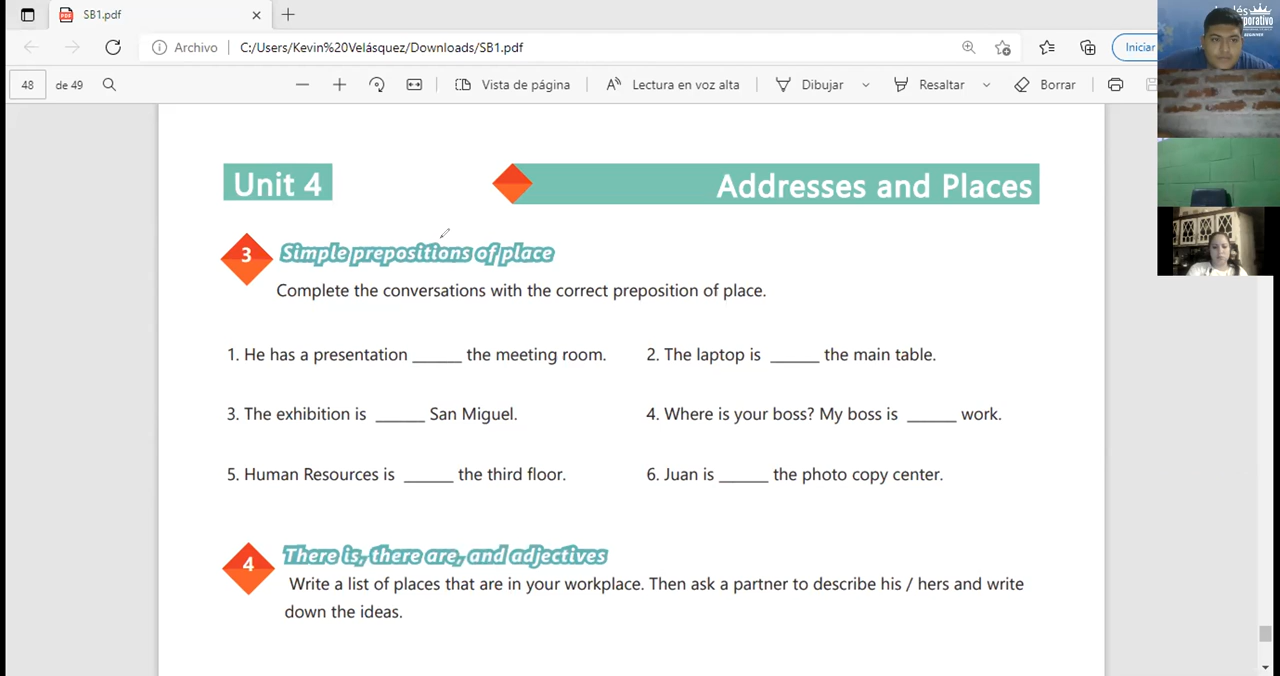 SB1.pdf
Archivo C:/Users/Kevin%20Velásquez/Downloads/SB1.pdf Iniciar
48 de 49 Vista de página Lectura en voz alta Dibujar Resaltar Borrar
Unit 4 Addresses and Places
3 Simple prepositions of place
Complete the conversations with the correct preposition of place.
1. He has a presentation ______ the meeting room. 2. The laptop is ______ the main table.
3. The exhibition is ______ San Miguel. 4. Where is your boss? My boss is ______ work.
5. Human Resources is ______ the third floor. 6. Juan is ______ the photo copy center.
4 There is, there are, and adjectives
Write a list of places that are in your workplace. Then ask a partner to describe his / hers and write
down the ideas.